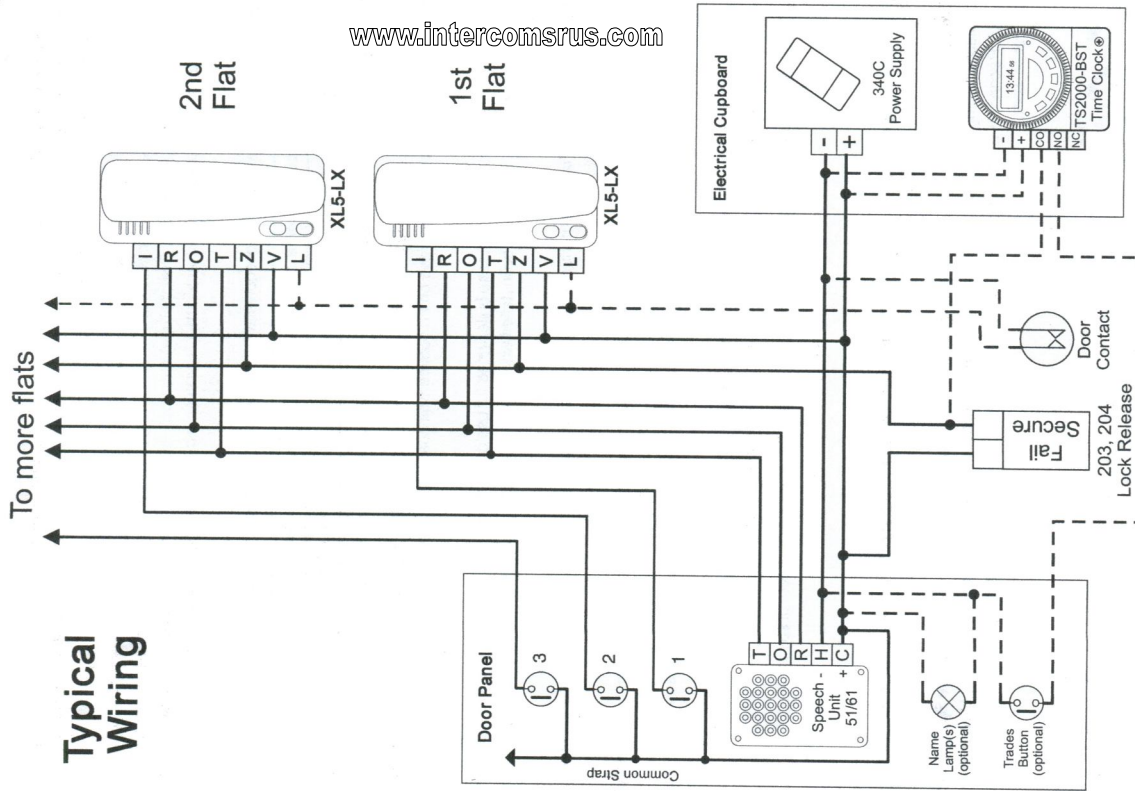 www.intercomsrus.com
Typical
Wiring
To more flats
2nd
Flat
1st
Flat
XL5-LX
I
R
O
T
Z
V
L
XL5-LX
I
R
O
T
Z
V
L
Electrical Cupboard
340C
Power Supply
-
+
13:44 58
TS2000-BST
Time Clock
-
+
CO
NO
NC
Door
Contact
Fail
Secure
203, 204
Lock Release
Door Panel
3
2
1
Common Strap
T
O
R
H
C
Speech -
Unit
51/61 +
Name
Lamp(s)
(optional)
Trades
Button
(optional)